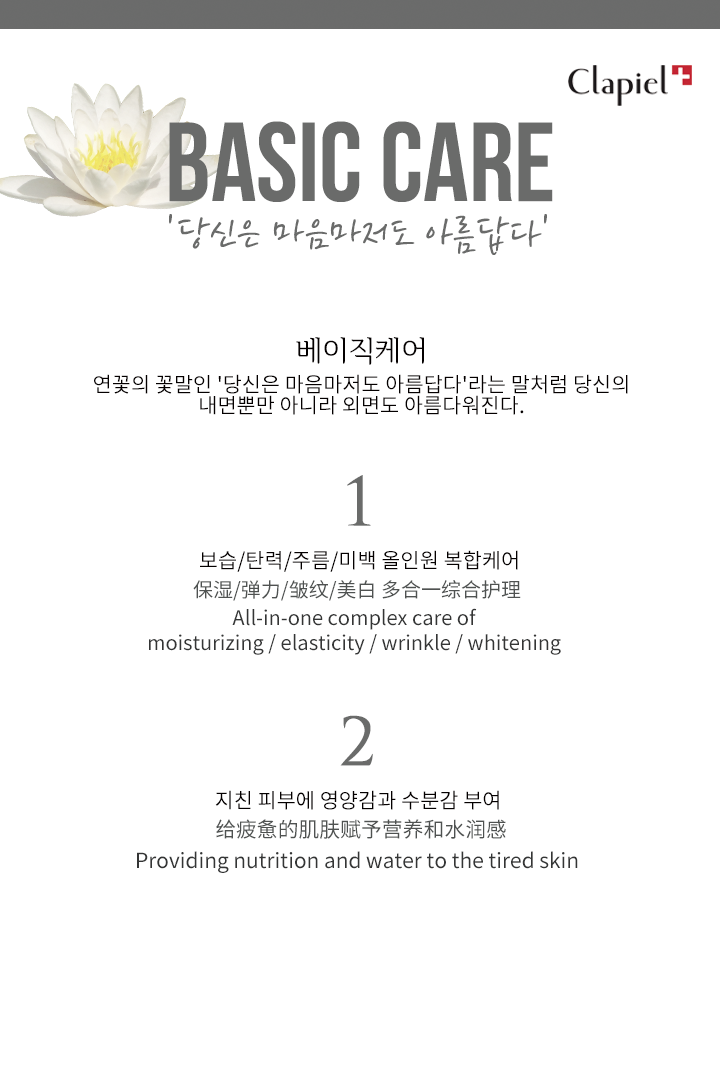 Clapiel
BASIC CARE
'당신은 마음마저도 아름답다'
베이직케어
연꽃의 꽃말인 '당신은 마음마저도 아름답다'라는 말처럼 당신의
내면뿐만 아니라 외면도 아름다워진다.
1
보습/탄력/주름/미백 올인원 복합케어
保湿/弹力/皱纹/美白 多合一综合护理
All-in-one complex care of
moisturizing / elasticity / wrinkle / whitening
2
지친 피부에 영양감과 수분감 부여
给疲惫的肌肤赋予营养和水润感
Providing nutrition and water to the tired skin